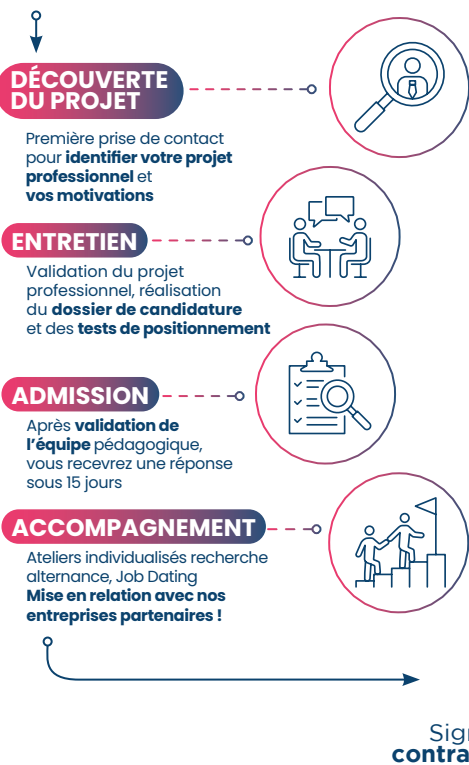 DÉCOUVERTE
DU PROJET
Première prise de contact
pour identifier votre projet
professionnel et
vos motivations
ENTRETIEN
Validation du projet
professionnel, réalisation
du dossier de candidature
et des tests de positionnement
ADMISSION
Après validation de
l'équipe pédagogique,
vous recevrez une réponse
sous 15 jours
ACCOMPAGNEMENT
Ateliers individualisés recherche
alternance, Job Dating
Mise en relation avec nos
entreprises partenaires !